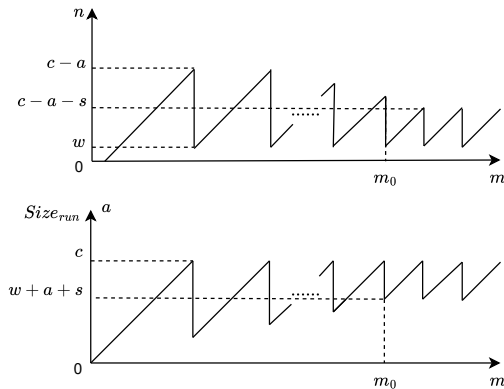 n
c − a
c − a − s
w
0
m₀
m
Size_run a
c
w + a + s
0
m₀
m